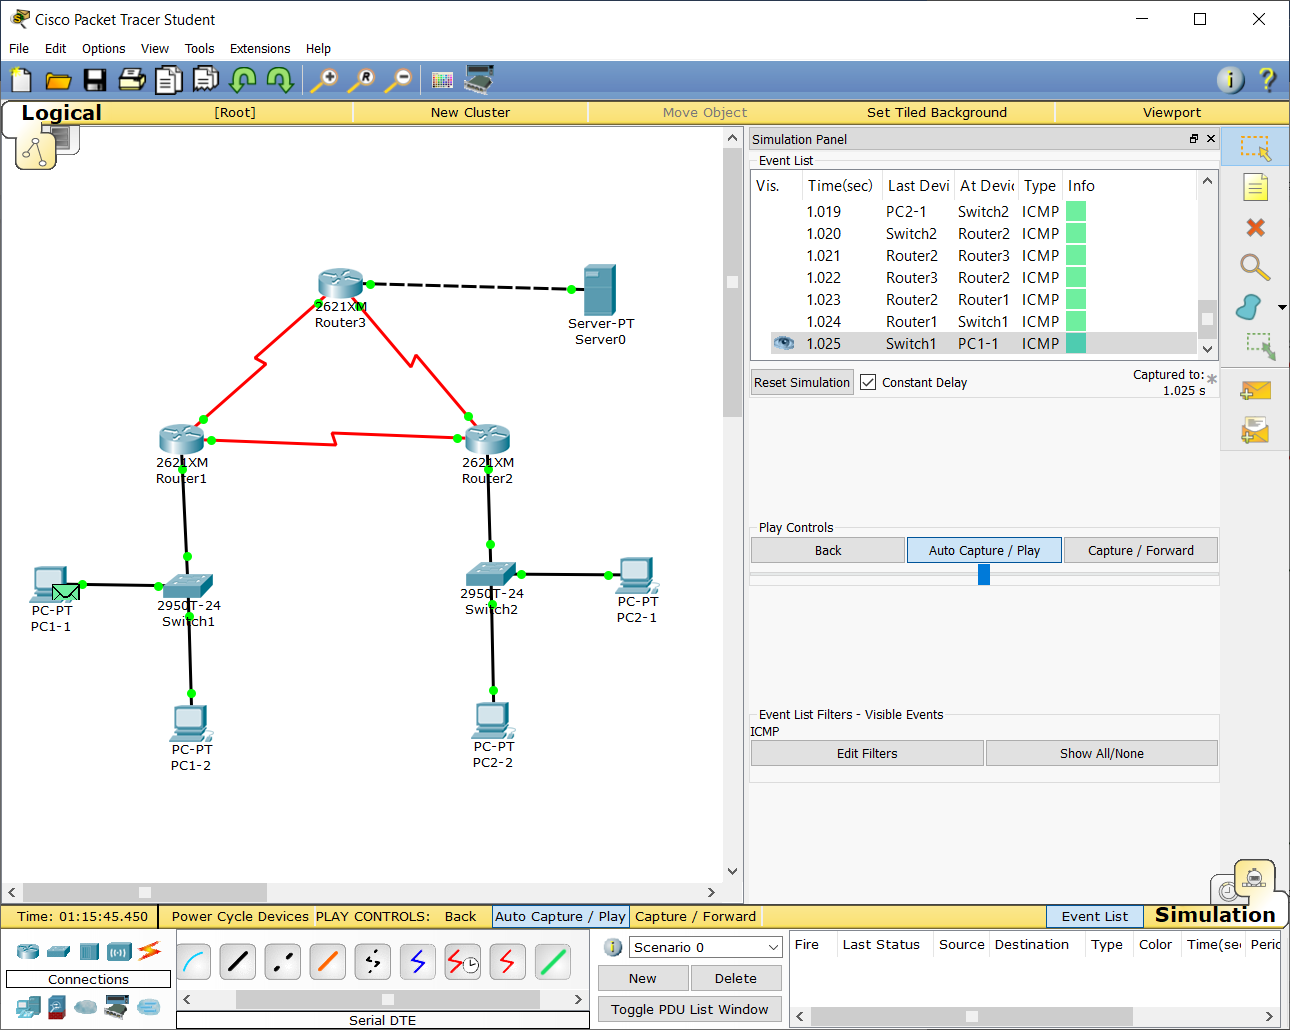 Cisco Packet Tracer Student
File Edit Options View Tools Extensions Help
Logical [Root] New Cluster Move Object Set Tiled Background Viewport
Simulation Panel
Event List
Vis. Time(sec) Last Devi At Devic Type Info
1.019 PC2-1 Switch2 ICMP
1.020 Switch2 Router2 ICMP
1.021 Router2 Router3 ICMP
1.022 Router3 Router2 ICMP
1.023 Router2 Router1 ICMP
1.024 Router1 Switch1 ICMP
1.025 Switch1 PC1-1 ICMP
Reset Simulation Constant Delay Captured to: *
1.025 s
Play Controls
Back Auto Capture / Play Capture / Forward
Event List Filters - Visible Events
ICMP
Edit Filters Show All/None
2621XM
Router3
Server-PT
Server0
2621XM
Router1
2621XM
Router2
PC-PT
PC1-1
2950T-24
Switch1
2950T-24
Switch2
PC-PT
PC2-1
PC-PT
PC1-2
PC-PT
PC2-2
Time: 01:15:45.450 Power Cycle Devices PLAY CONTROLS: Back Auto Capture / Play Capture / Forward Event List Simulation
Connections
Serial DTE
Scenario 0
New Delete
Toggle PDU List Window
Fire Last Status Source Destination Type Color Time(sec Perio